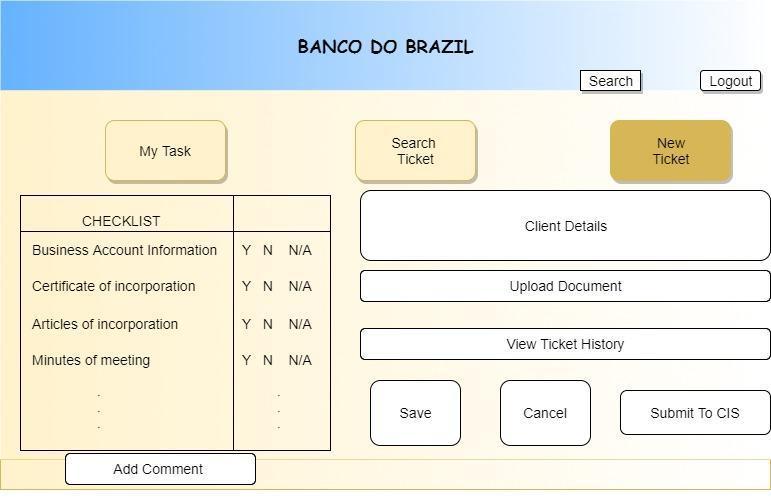 BANCO DO BRAZIL
Search
Logout
My Task
Search
Ticket
New
Ticket
CHECKLIST
Business Account Information Y N N/A
Certificate of incorporation Y N N/A
Articles of incorporation Y N N/A
Minutes of meeting Y N N/A
. .
. .
. .
Add Comment
Client Details
Upload Document
View Ticket History
Save
Cancel
Submit To CIS